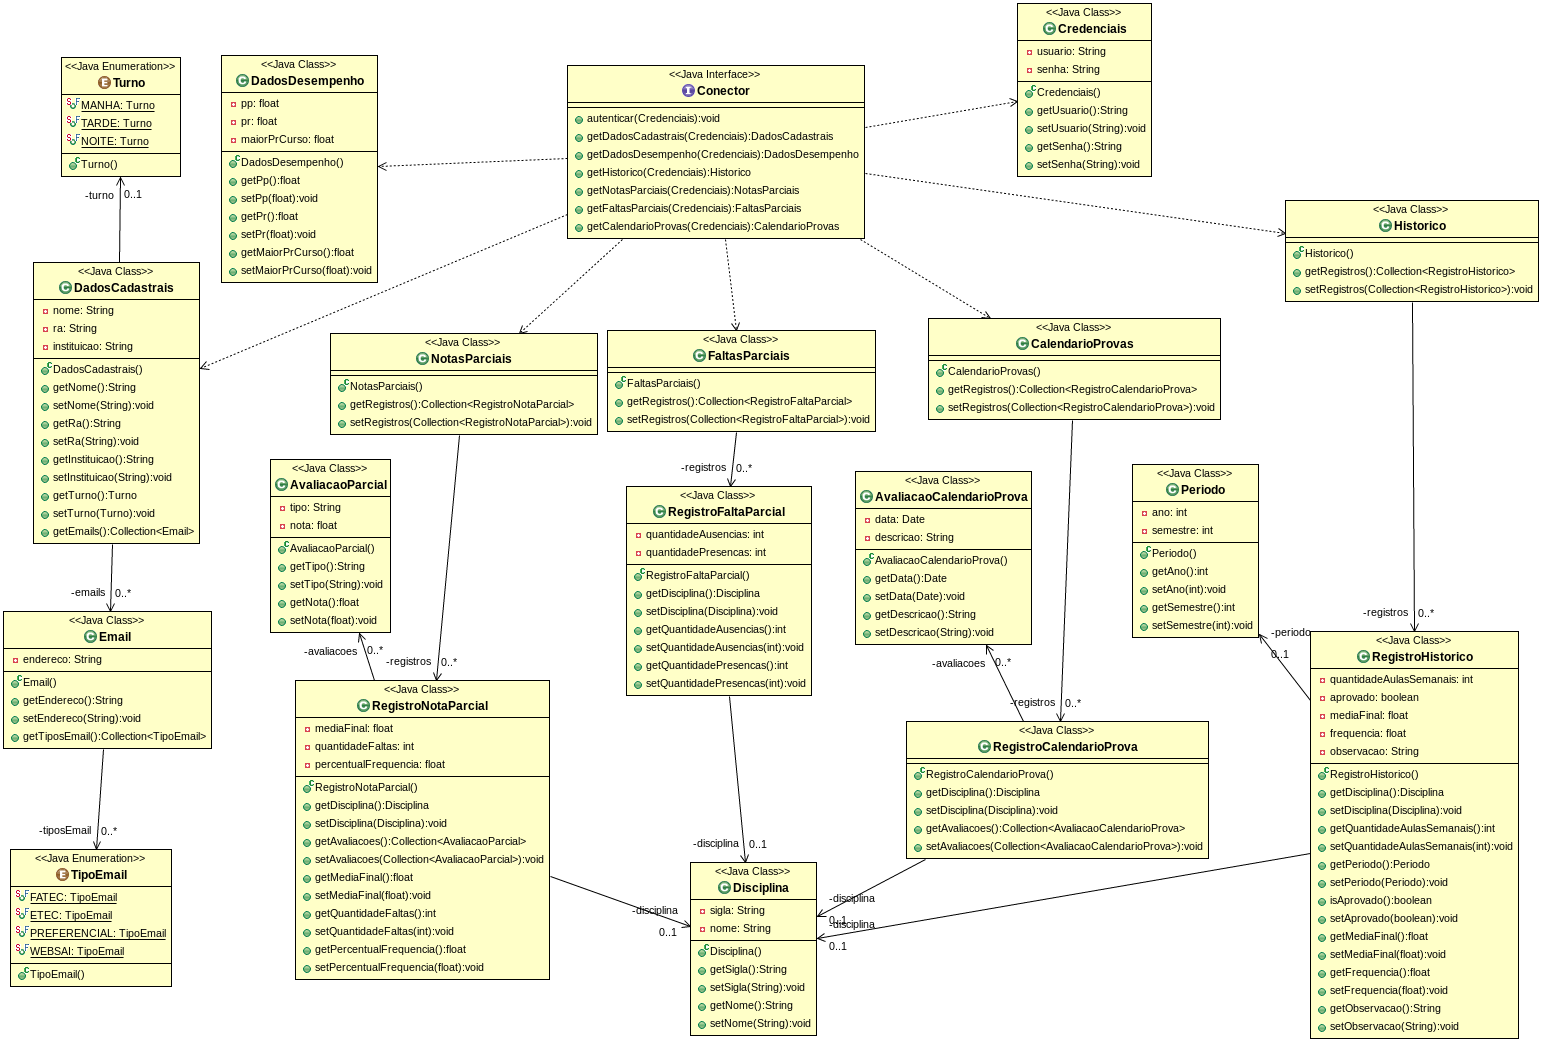 <<Java Enumeration>>
Turno
MANHA: Turno
TARDE: Turno
NOITE: Turno
Turno()
-turno
0..1
<<Java Class>>
DadosDesempenho
pp: float
pr: float
maiorPrCurso: float
DadosDesempenho()
getPp():float
setPp(float):void
getPr():float
setPr(float):void
getMaiorPrCurso():float
setMaiorPrCurso(float):void
<<Java Interface>>
Conector
autenticar(Credenciais):void
getDadosCadastrais(Credenciais):DadosCadastrais
getDadosDesempenho(Credenciais):DadosDesempenho
getHistorico(Credenciais):Historico
getNotasParciais(Credenciais):NotasParciais
getFaltasParciais(Credenciais):FaltasParciais
getCalendarioProvas(Credenciais):CalendarioProvas
<<Java Class>>
Credenciais
usuario: String
senha: String
Credenciais()
getUsuario():String
setUsuario(String):void
getSenha():String
setSenha(String):void
<<Java Class>>
Historico
Historico()
getRegistros():Collection<RegistroHistorico>
setRegistros(Collection<RegistroHistorico>):void
<<Java Class>>
DadosCadastrais
nome: String
ra: String
instituicao: String
DadosCadastrais()
getNome():String
setNome(String):void
getRa():String
setRa(String):void
getInstituicao():String
setInstituicao(String):void
getTurno():Turno
setTurno(Turno):void
getEmails():Collection<Email>
-emails
0..*
<<Java Class>>
NotasParciais
NotasParciais()
getRegistros():Collection<RegistroNotaParcial>
setRegistros(Collection<RegistroNotaParcial>):void
<<Java Class>>
FaltasParciais
FaltasParciais()
getRegistros():Collection<RegistroFaltaParcial>
setRegistros(Collection<RegistroFaltaParcial>):void
-registros
0..*
<<Java Class>>
CalendarioProvas
CalendarioProvas()
getRegistros():Collection<RegistroCalendarioProva>
setRegistros(Collection<RegistroCalendarioProva>):void
<<Java Class>>
AvaliacaoParcial
tipo: String
nota: float
AvaliacaoParcial()
getTipo():String
setTipo(String):void
getNota():float
setNota(float):void
-avaliacoes
0..*
-registros
0..*
<<Java Class>>
RegistroFaltaParcial
quantidadeAusencias: int
quantidadePresencas: int
RegistroFaltaParcial()
getDisciplina():Disciplina
setDisciplina(Disciplina):void
getQuantidadeAusencias():int
setQuantidadeAusencias(int):void
getQuantidadePresencas():int
setQuantidadePresencas(int):void
<<Java Class>>
AvaliacaoCalendarioProva
data: Date
descricao: String
AvaliacaoCalendarioProva()
getData():Date
setData(Date):void
getDescricao():String
setDescricao(String):void
-avaliacoes
0..*
-registros
0..*
<<Java Class>>
Periodo
ano: int
semestre: int
Periodo()
getAno():int
setAno(int):void
getSemestre():int
setSemestre(int):void
-periodo
0..1
-registros
0..*
<<Java Class>>
Email
endereco: String
Email()
getEndereco():String
setEndereco(String):void
getTiposEmail():Collection<TipoEmail>
-tiposEmail
0..*
<<Java Enumeration>>
TipoEmail
FATEC: TipoEmail
ETEC: TipoEmail
PREFERENCIAL: TipoEmail
WEBSAI: TipoEmail
TipoEmail()
<<Java Class>>
RegistroNotaParcial
mediaFinal: float
quantidadeFaltas: int
percentualFrequencia: float
RegistroNotaParcial()
getDisciplina():Disciplina
setDisciplina(Disciplina):void
getAvaliacoes():Collection<AvaliacaoParcial>
setAvaliacoes(Collection<AvaliacaoParcial>):void
getMediaFinal():float
setMediaFinal(float):void
getQuantidadeFaltas():int
setQuantidadeFaltas(int):void
getPercentualFrequencia():float
setPercentualFrequencia(float):void
-disciplina
0..1
-disciplina
0..1
<<Java Class>>
Disciplina
sigla: String
nome: String
Disciplina()
getSigla():String
setSigla(String):void
getNome():String
setNome(String):void
<<Java Class>>
RegistroCalendarioProva
RegistroCalendarioProva()
getDisciplina():Disciplina
setDisciplina(Disciplina):void
getAvaliacoes():Collection<AvaliacaoCalendarioProva>
setAvaliacoes(Collection<AvaliacaoCalendarioProva>):void
-disciplina
0..1
-disciplina
0..1
<<Java Class>>
RegistroHistorico
quantidadeAulasSemanais: int
aprovado: boolean
mediaFinal: float
frequencia: float
observacao: String
RegistroHistorico()
getDisciplina():Disciplina
setDisciplina(Disciplina):void
getQuantidadeAulasSemanais():int
setQuantidadeAulasSemanais(int):void
getPeriodo():Periodo
setPeriodo(Periodo):void
isAprovado():boolean
setAprovado(boolean):void
getMediaFinal():float
setMediaFinal(float):void
getFrequencia():float
setFrequencia(float):void
getObservacao():String
setObservacao(String):void